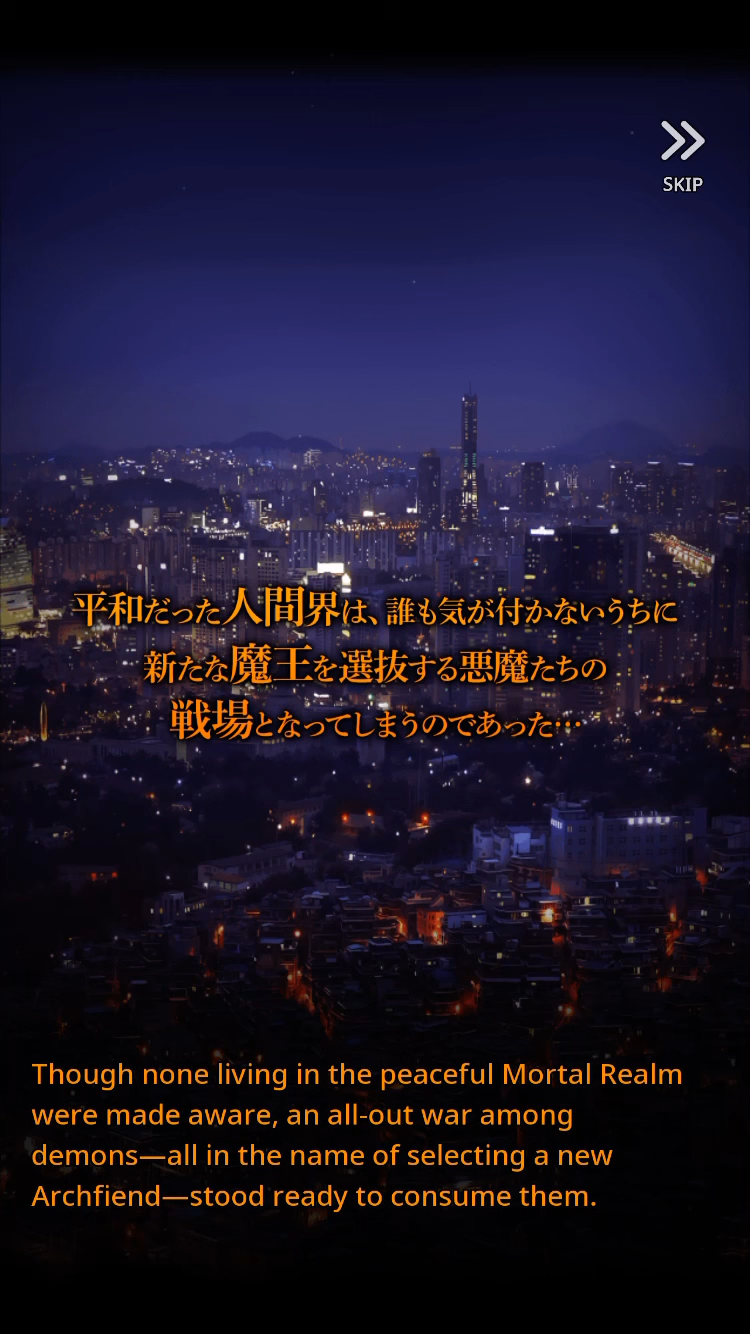 SKIP
平和だった人間界は、誰も気が付かないうちに
新たな魔王を選抜する悪魔たちの
戦場となってしまうのであった…
Though none living in the peaceful Mortal Realm
were made aware, an all-out war among
demons—all in the name of selecting a new
Archfiend—stood ready to consume them.